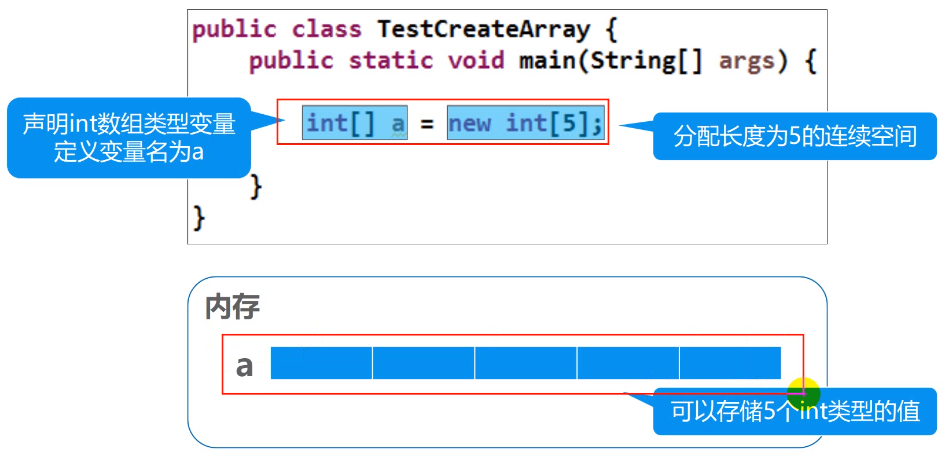 public class TestCreateArray {
public static void main(String[] args) {
声明int数组类型变量
定义变量名为a
int[] a = new int[5];
分配长度为5的连续空间
}
}
内存
a
可以存储5个int类型的值